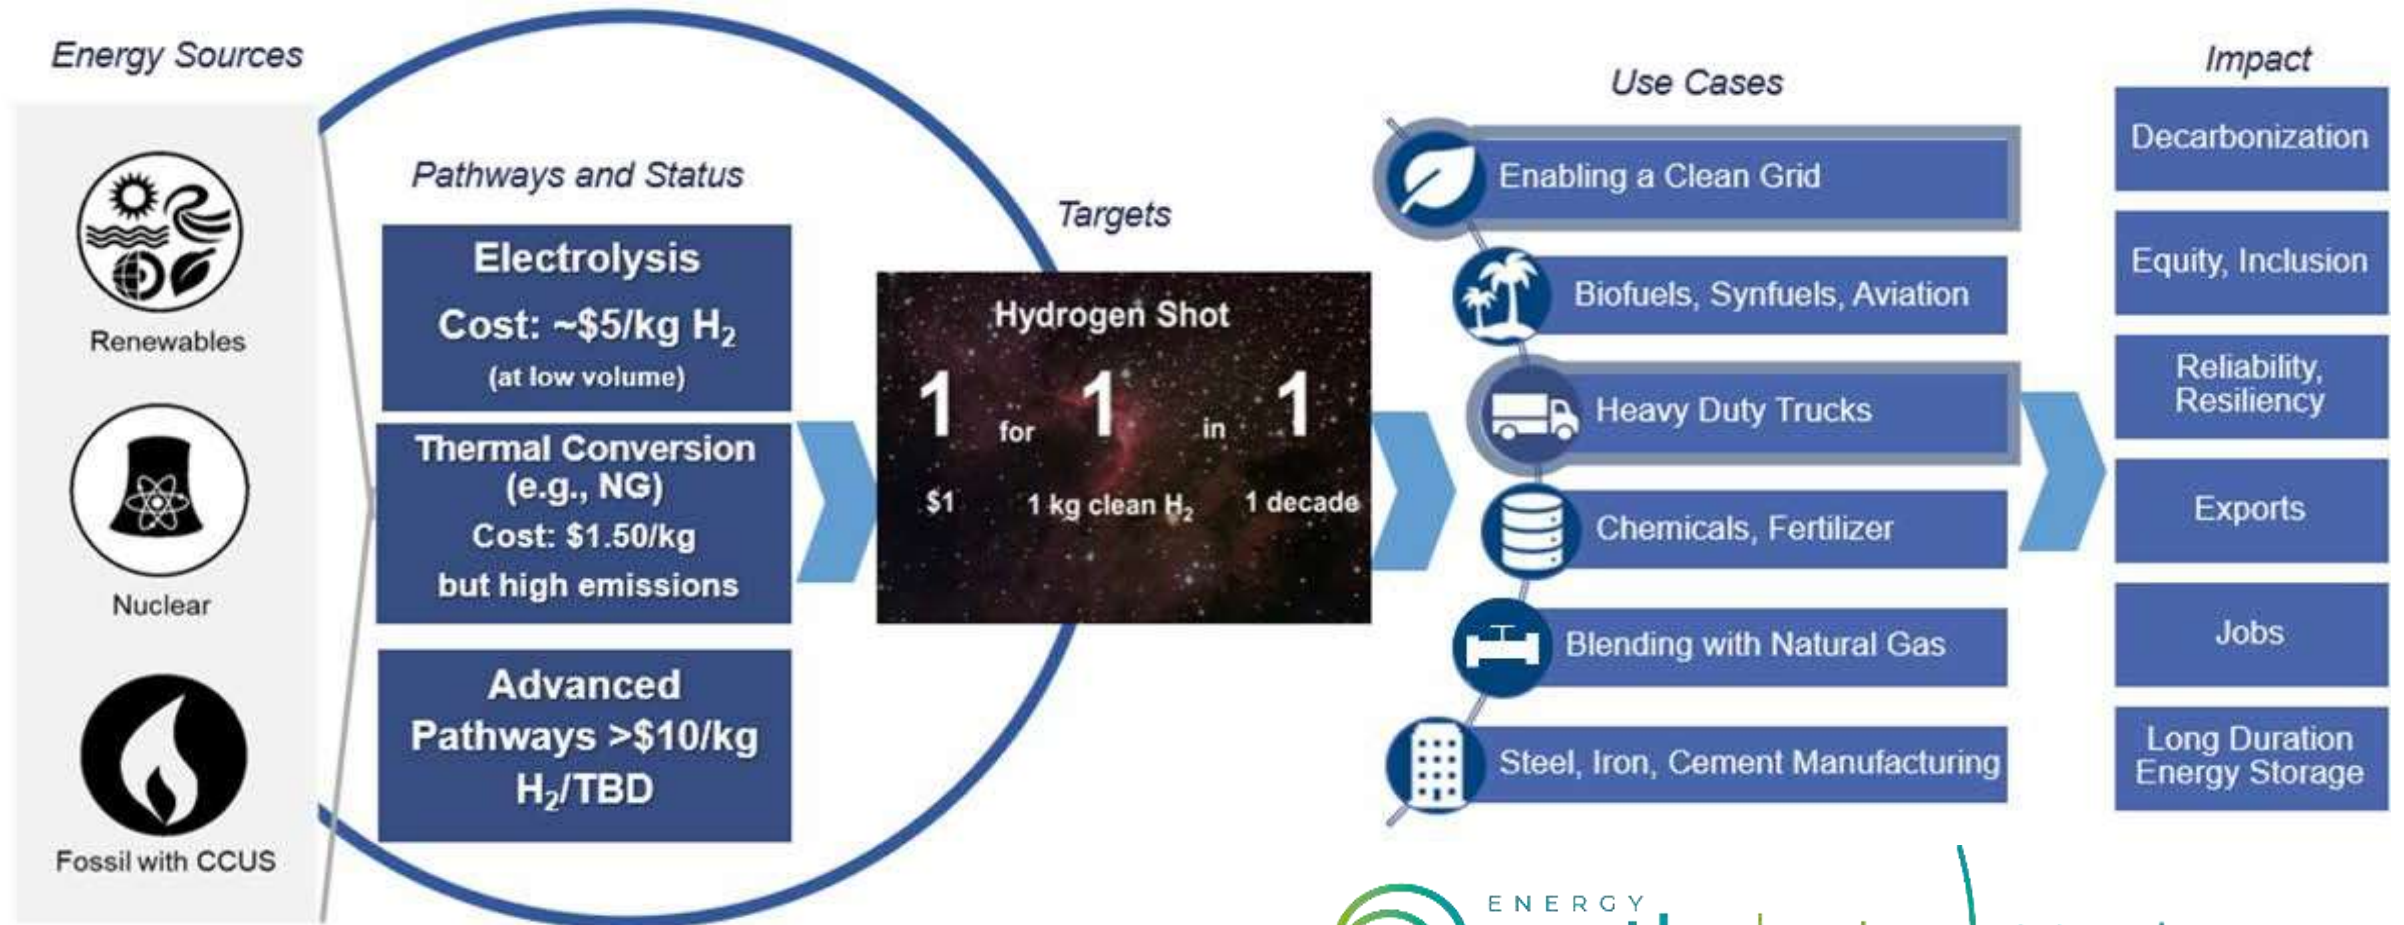 Energy Sources
Renewables
Nuclear
Fossil with CCUS
Pathways and Status
Electrolysis
Cost: ~$5/kg H₂
(at low volume)
Thermal Conversion
(e.g., NG)
Cost: $1.50/kg
but high emissions
Advanced
Pathways >$10/kg
H₂/TBD
Targets
Hydrogen Shot
1 for 1 in 1
$1 1 kg clean H₂ 1 decade
Use Cases
Enabling a Clean Grid
Biofuels, Synfuels, Aviation
Heavy Duty Trucks
Chemicals, Fertilizer
Blending with Natural Gas
Steel, Iron, Cement Manufacturing
Impact
Decarbonization
Equity, Inclusion
Reliability,
Resiliency
Exports
Jobs
Long Duration
Energy Storage
ENERGY